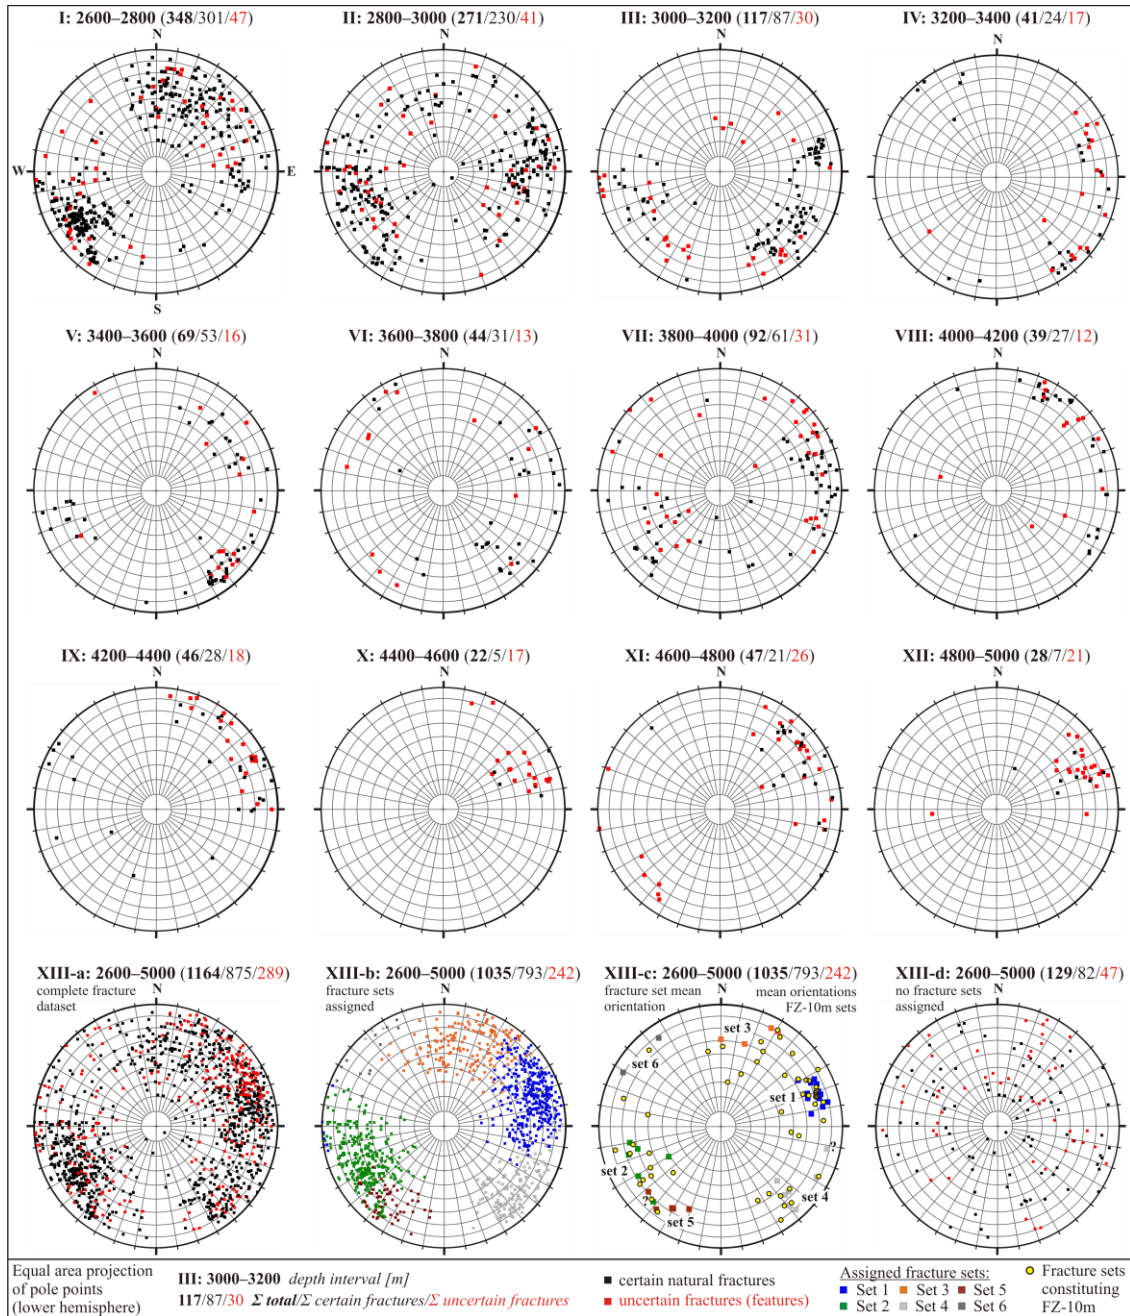 I: 2600–2800 (348/301/47)
II: 2800–3000 (271/230/41)
III: 3000–3200 (117/87/30)
IV: 3200–3400 (41/24/17)
N
N
N
N
W
E
S
V: 3400–3600 (69/53/16)
VI: 3600–3800 (44/31/13)
VII: 3800–4000 (92/61/31)
VIII: 4000–4200 (39/27/12)
N
N
N
N
IX: 4200–4400 (46/28/18)
X: 4400–4600 (22/5/17)
XI: 4600–4800 (47/21/26)
XII: 4800–5000 (28/7/21)
N
N
N
N
XIII-a: 2600–5000 (1164/875/289)
complete fracture
dataset
N
XIII-b: 2600–5000 (1035/793/242)
fracture sets
assigned
N
XIII-c: 2600–5000 (1035/793/242)
fracture set mean
orientation
mean orientations
FZ-10m sets
N
set 3
set 6
set 1
?
set 2
?
set 4
set 5
XIII-d: 2600–5000 (129/82/47)
no fracture sets
assigned
N
Equal area projection
of pole points
(lower hemisphere)
III: 3000–3200 depth interval [m]
117/87/30 Σ total/Σ certain fractures/Σ uncertain fractures
certain natural fractures
uncertain fractures (features)
Assigned fracture sets:
Set 1
Set 3
Set 5
Set 2
Set 4
Set 6
Fracture sets
constituting
FZ-10m